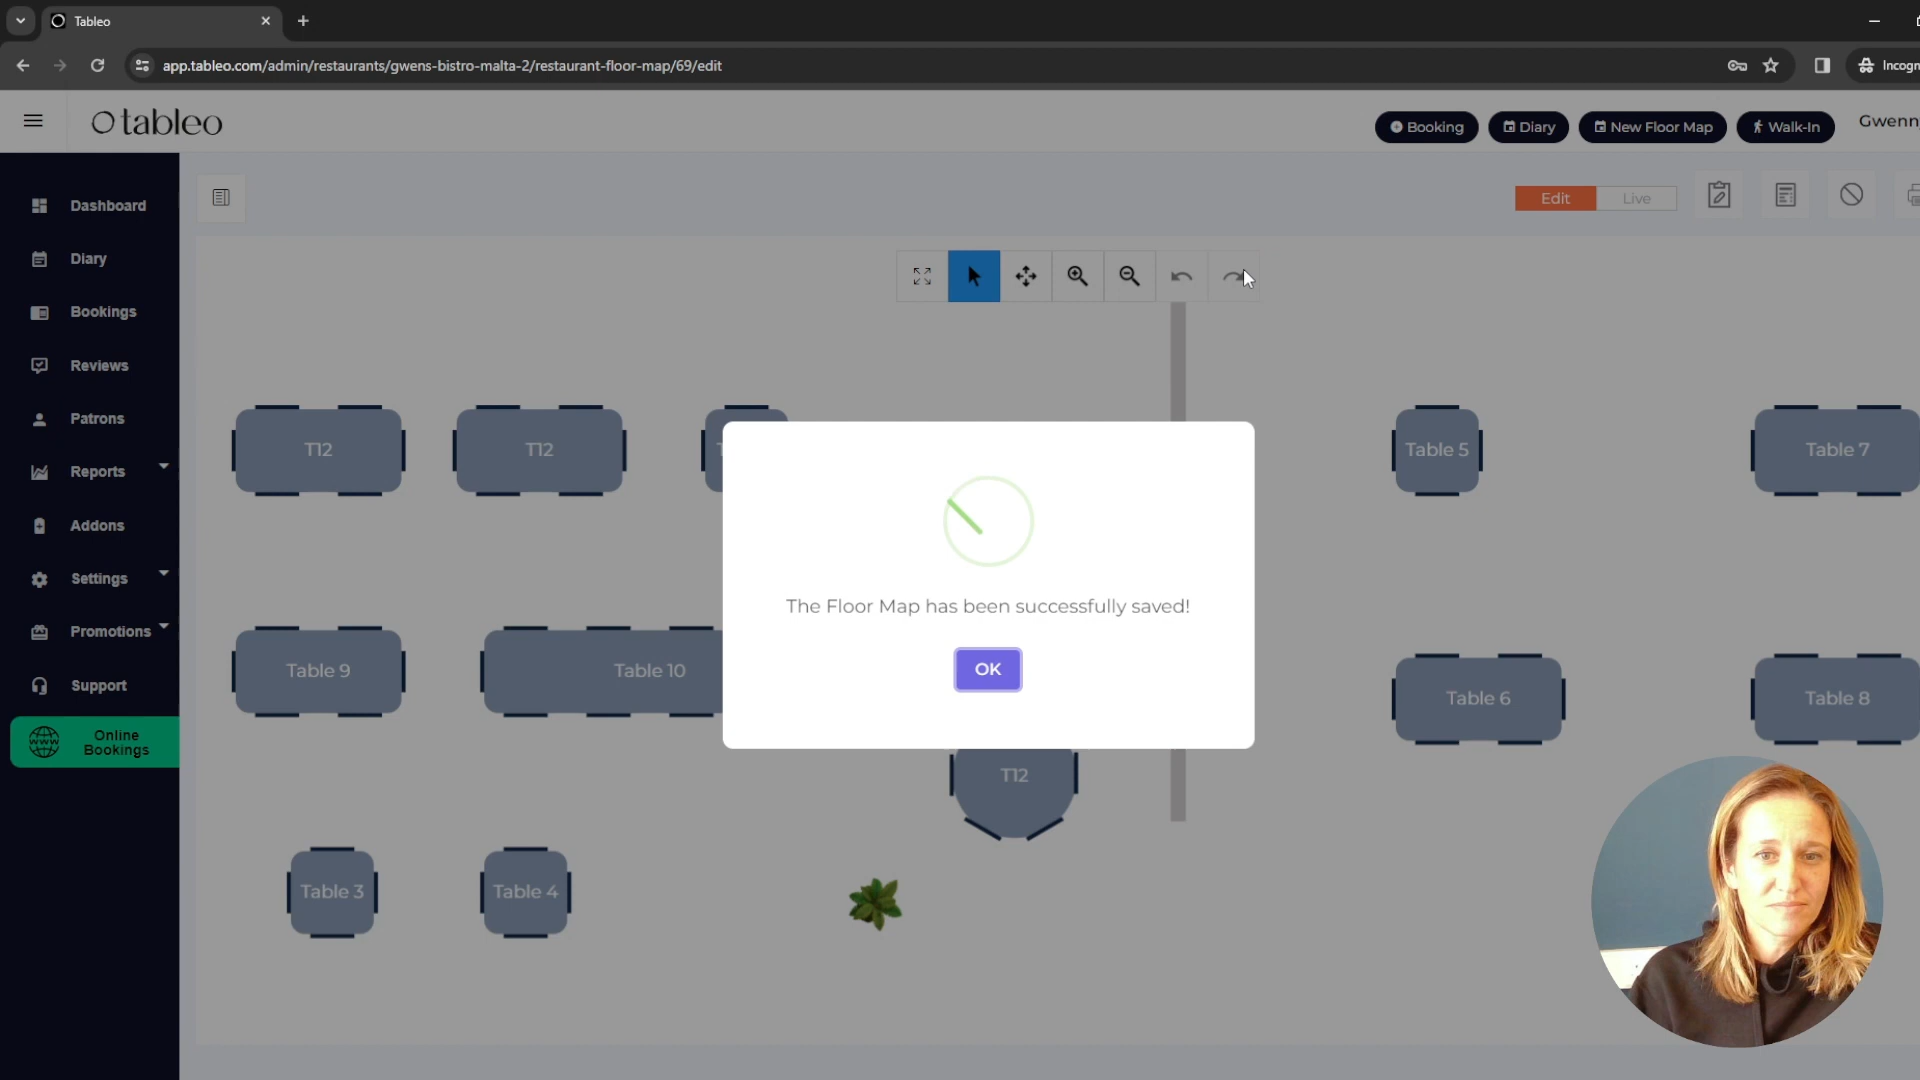 Tableo
app.tableo.com/admin/restaurants/gwens-bistro-malta-2/restaurant-floor-map/69/edit
tableo
Booking
Diary
New Floor Map
Walk-In
Dashboard
Edit
Live
Diary
Bookings
Reviews
Patrons
T12
T12
Table 5
Table 7
Reports
Addons
Settings
The Floor Map has been successfully saved!
Promotions
OK
Table 9
Table 10
Support
Table 6
Table 8
www
Online
Bookings
T12
Table 3
Table 4